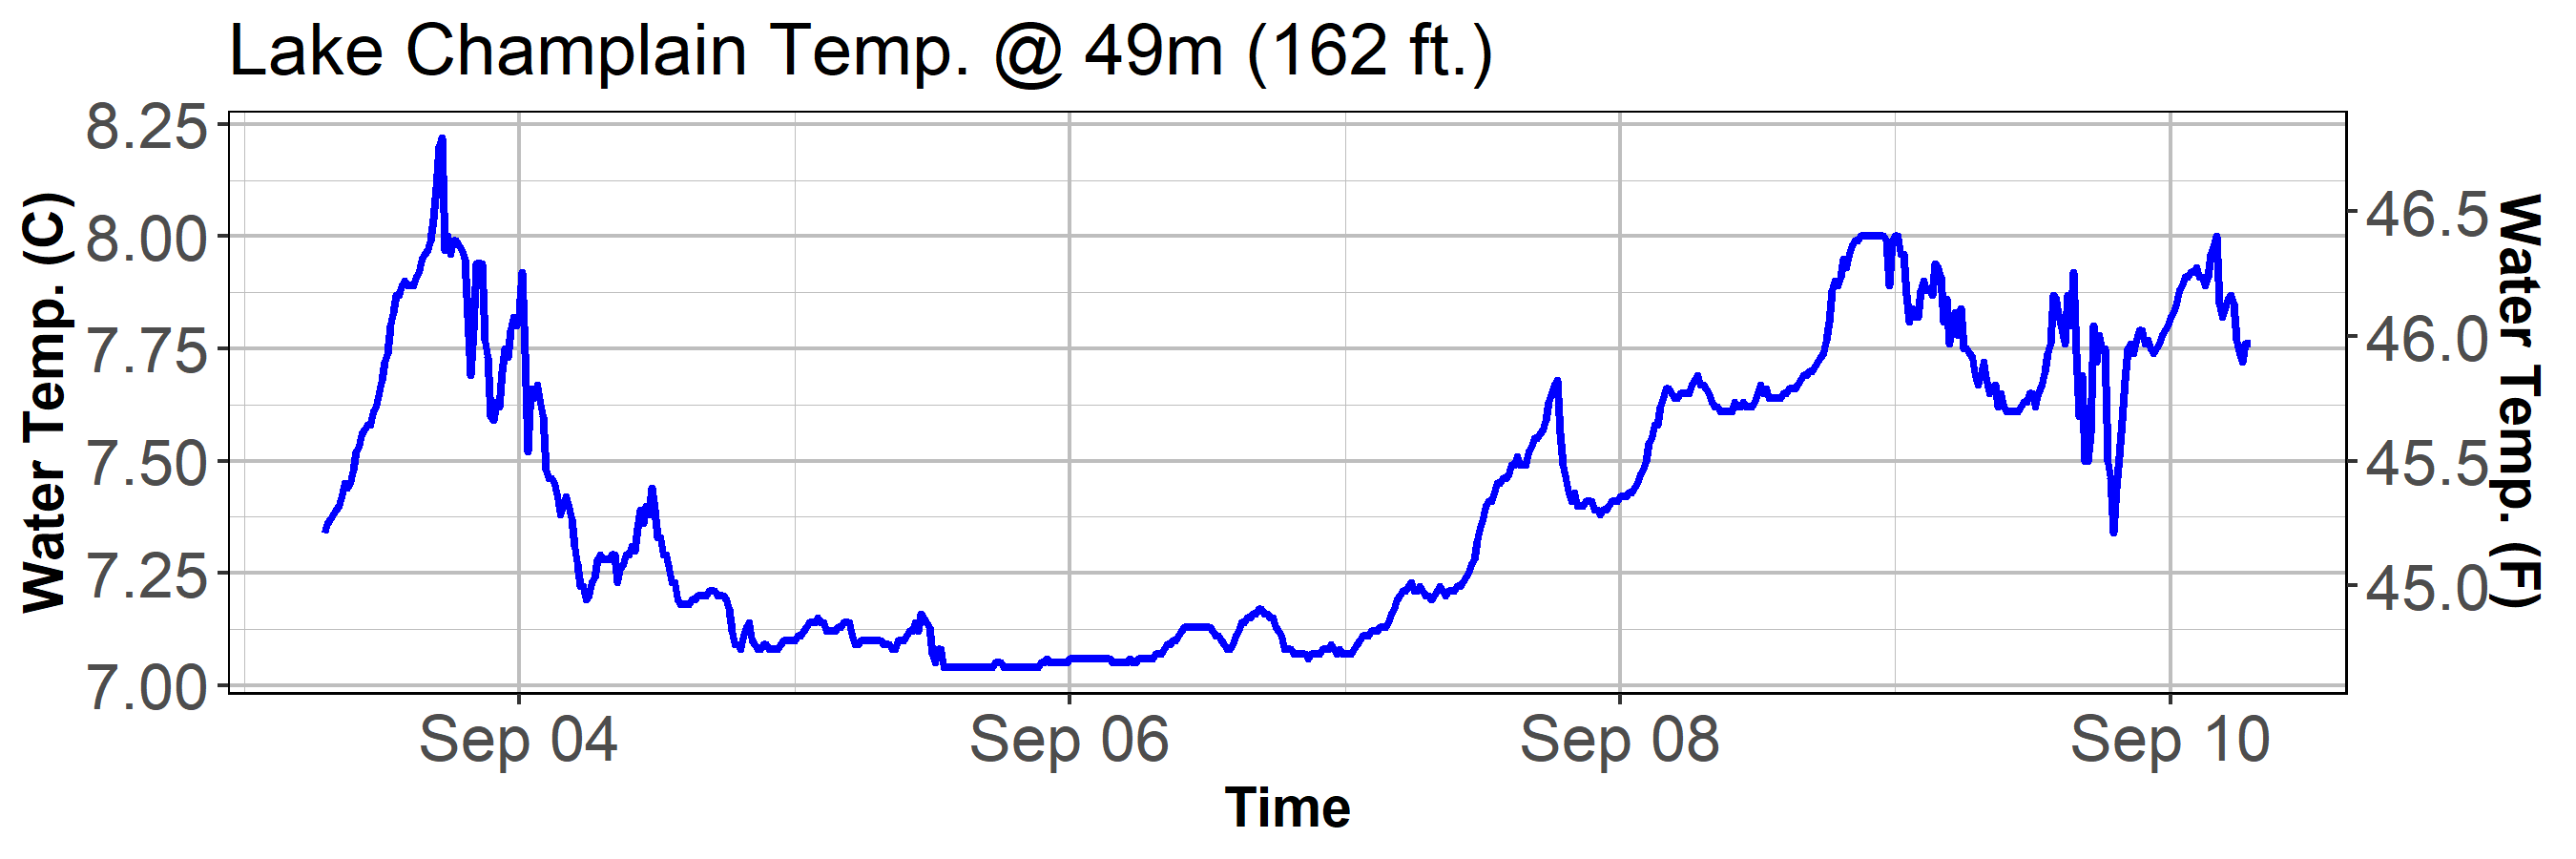 Lake Champlain Temp. @ 49m (162 ft.)
Water Temp. (C)
8.25
8.00
7.75
7.50
7.25
7.00
46.5
46.0
45.5
45.0
Water Temp. (F)
Sep 04
Sep 06
Sep 08
Sep 10
Time